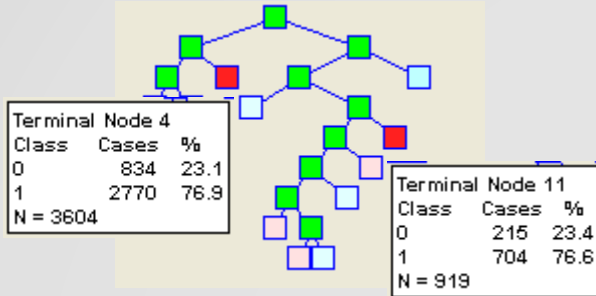 Terminal Node 4
Class Cases %
0 834 23.1
1 2770 76.9
N = 3604
Terminal Node 11
Class Cases %
0 215 23.4
1 704 76.6
N = 919